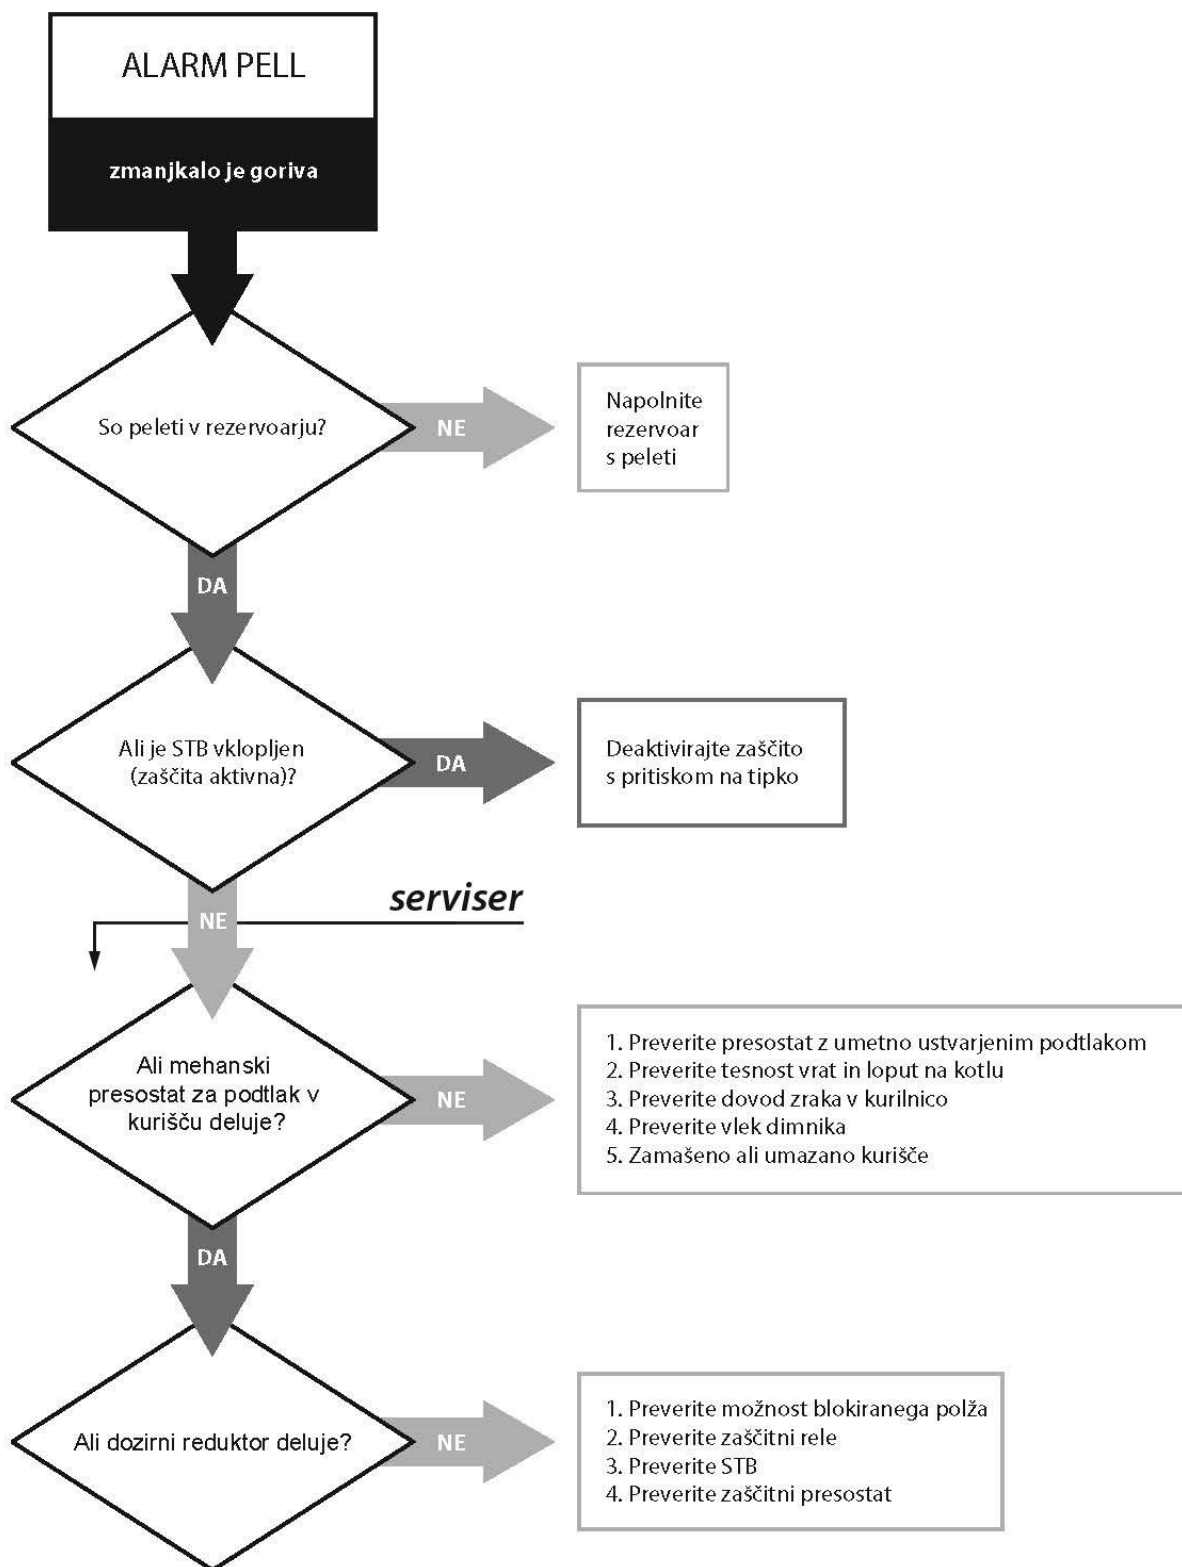 ALARM PELL
zmanjkalo je goriva
So peleti v rezervoarju?
NE
Napolnite
rezervoar
s peleti
DA
Ali je STB vklopljen
(zaščita aktivna)?
DA
Deaktivirajte zaščito
s pritiskom na tipko
serviser
NE
Ali mehanski
presostat za podtlak v
kurišču deluje?
NE
1. Preverite presostat z umetno ustvarjenim podtlakom
2. Preverite tesnost vrat in loput na kotlu
3. Preverite dovod zraka v kurilnico
4. Preverite vlek dimnika
5. Zamašeno ali umazano kurišče
DA
Ali dozirni reduktor deluje?
NE
1. Preverite možnost blokiranega polža
2. Preverite zaščitni rele
3. Preverite STB
4. Preverite zaščitni presostat